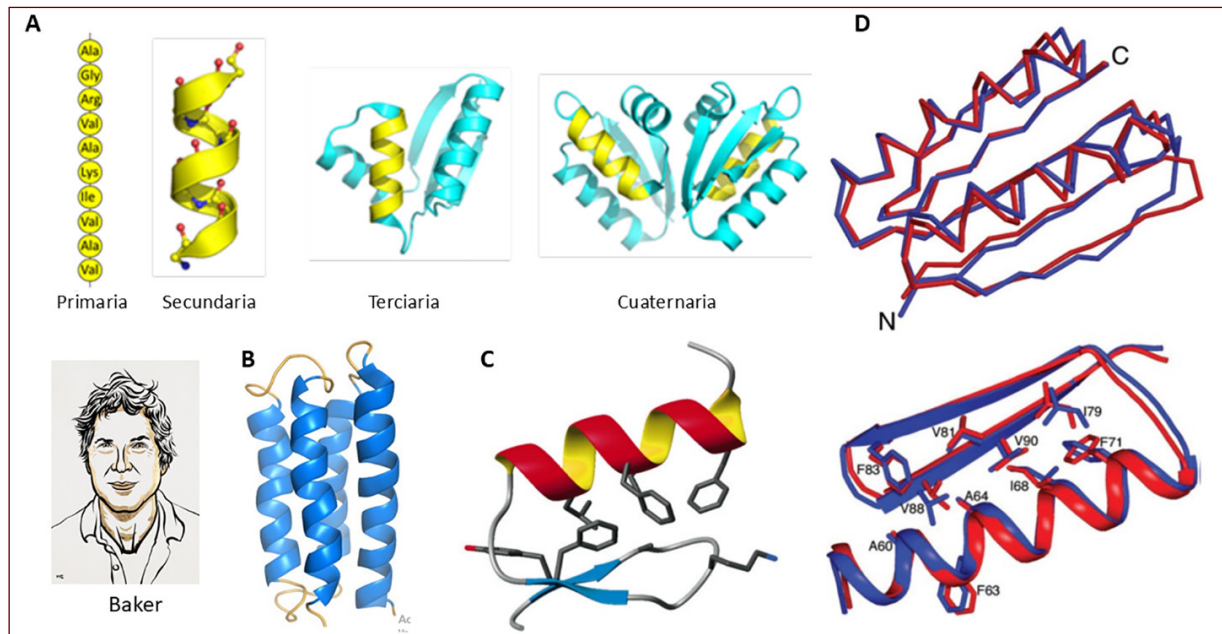 A
Ala
Gly
Arg
Val
Ala
Lys
Ile
Val
Ala
Val
Primaria
Secundaria
Terciaria
Cuaternaria
Baker
B
C
D
C
N
I79
V81
V90
F71
F83
I68
V88
A64
A60
F63